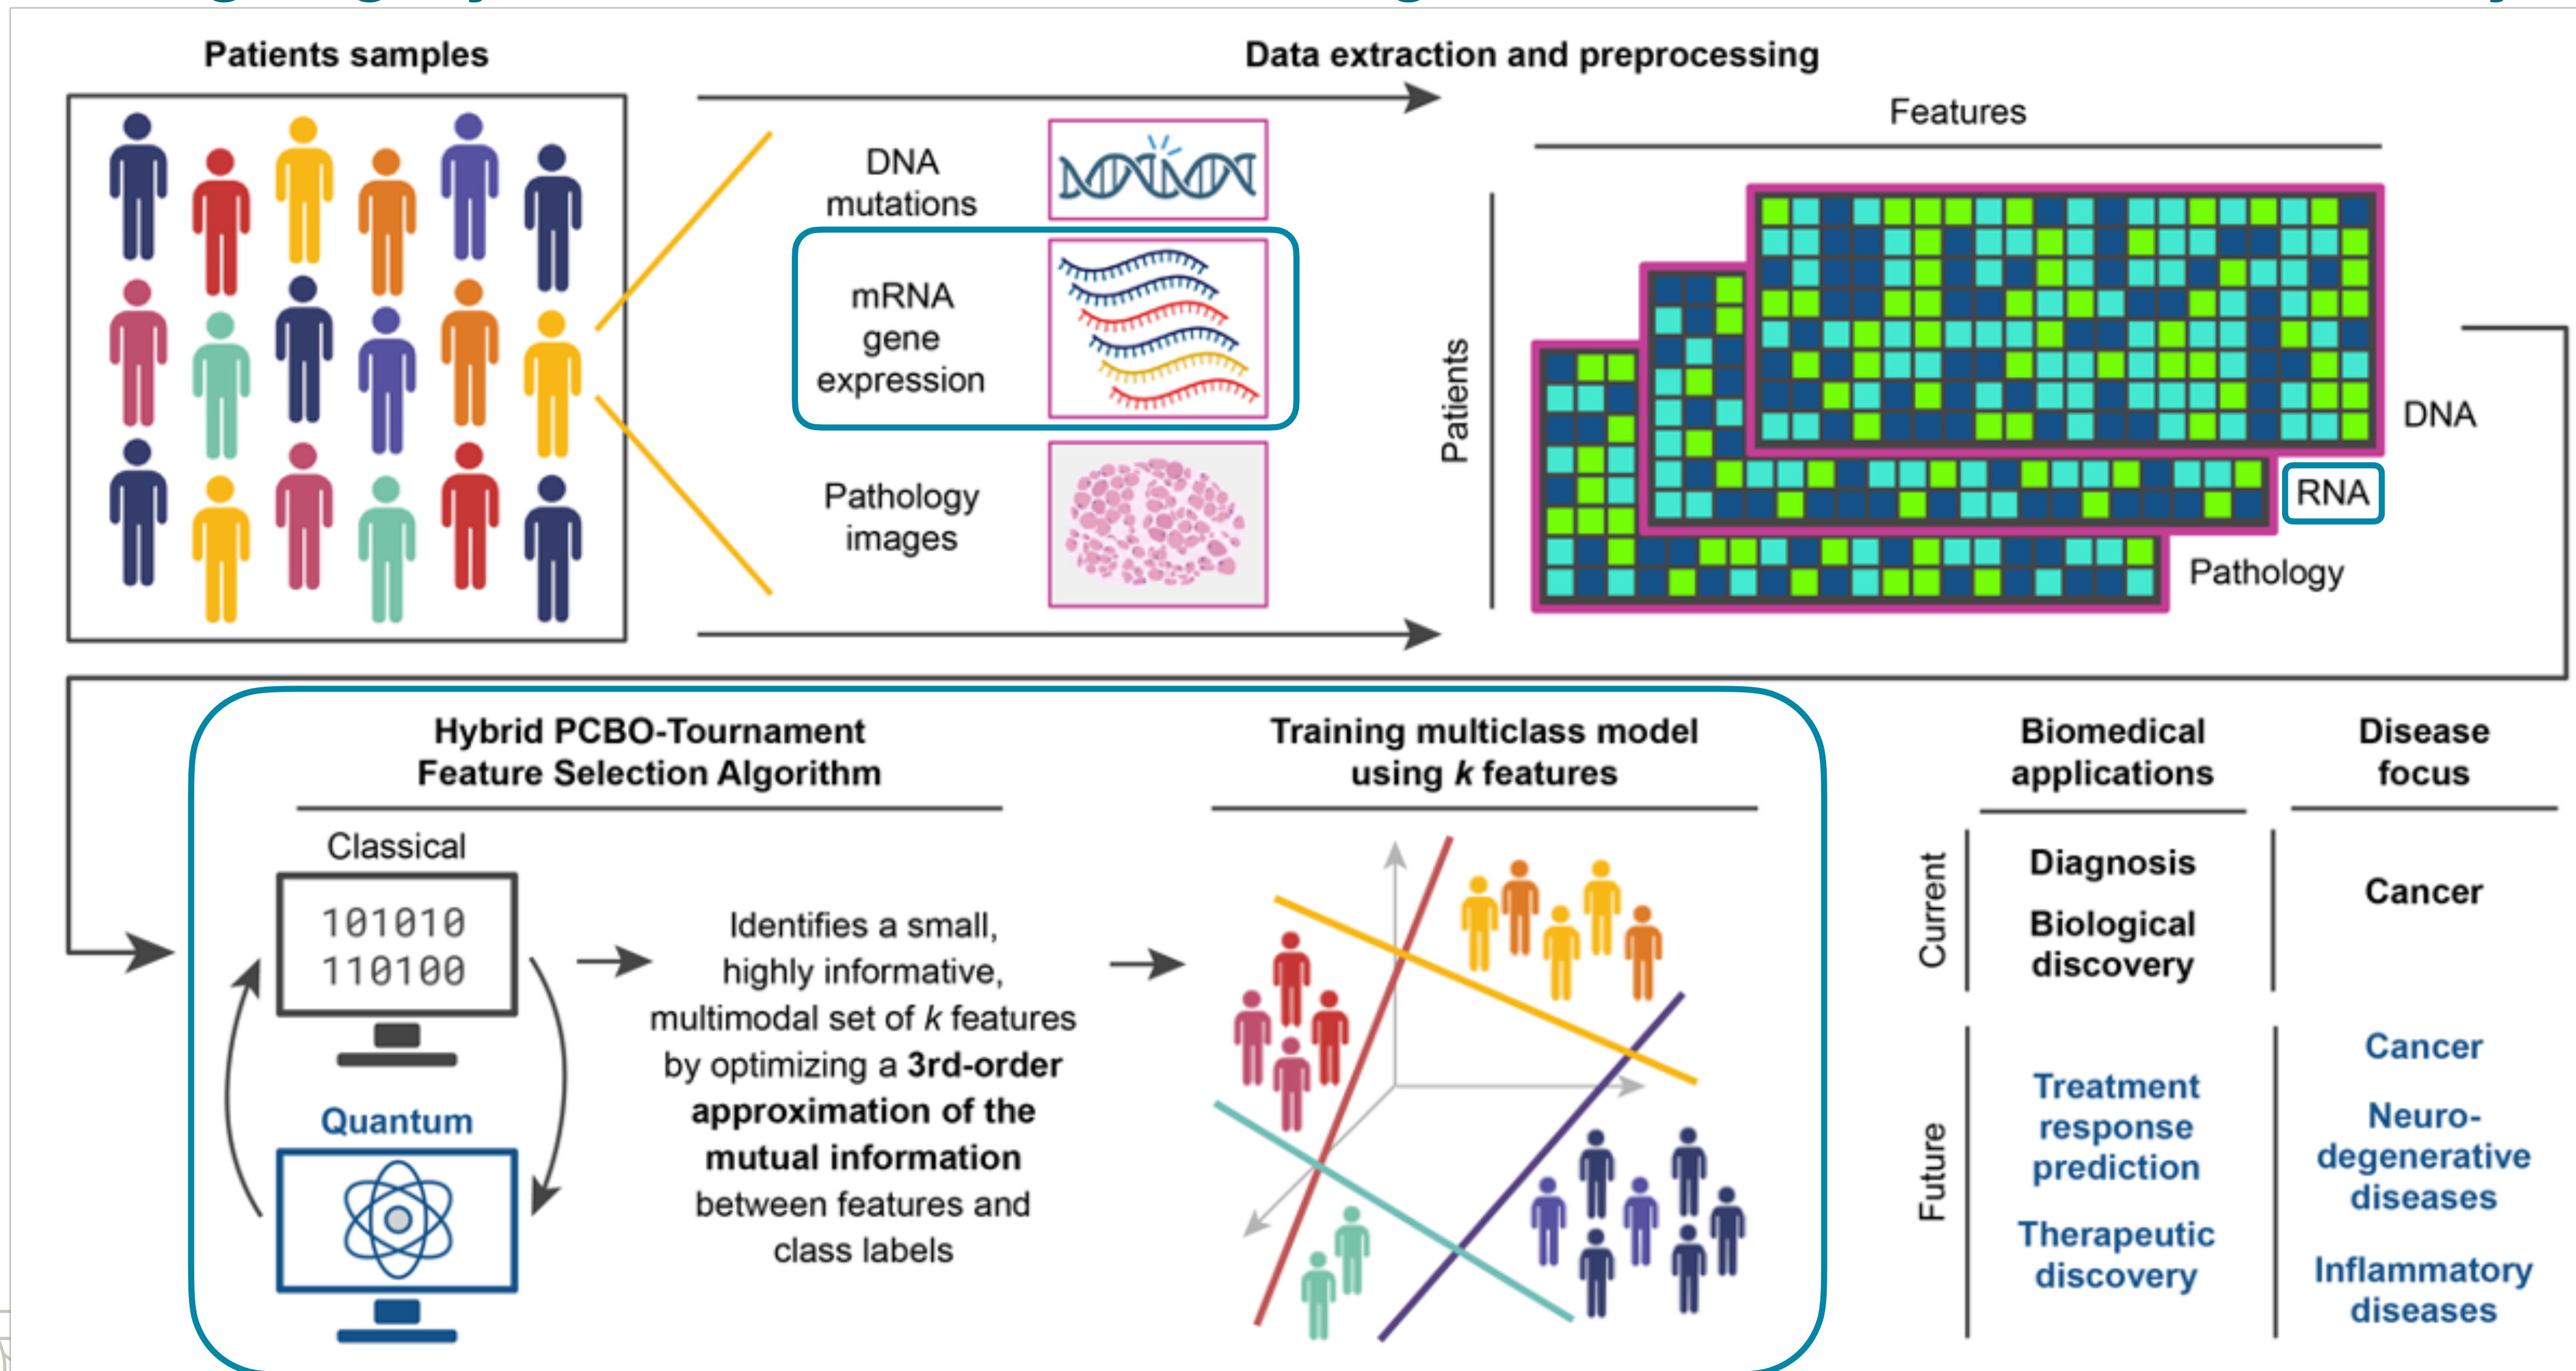 Patients samples
Data extraction and preprocessing
Features
Patients
DNA
mutations
mRNA
gene
expression
Pathology
images
DNA
RNA
Pathology
Hybrid PCBO-Tournament
Feature Selection Algorithm
Classical
101010
110100
Quantum
Identifies a small,
highly informative,
multimodal set of k features
by optimizing a 3rd-order
approximation of the
mutual information
between features and
class labels
Training multiclass model
using k features
Biomedical
applications
Disease
focus
Current
Diagnosis
Biological
discovery
Cancer
Future
Treatment
response
prediction
Therapeutic
discovery
Cancer
Neuro-
degenerative
diseases
Inflammatory
diseases